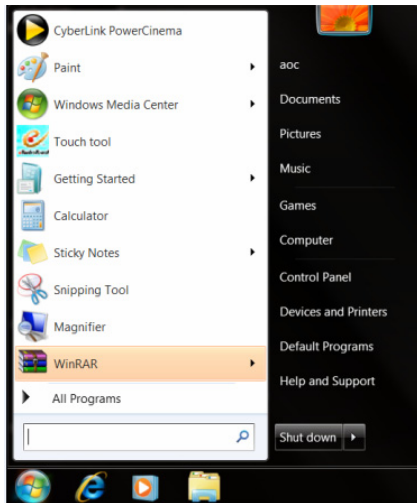 CyberLink PowerCinema
Paint
Windows Media Center
Touch tool
Getting Started
Calculator
Sticky Notes
Snipping Tool
Magnifier
WinRAR
All Programs
aoc
Documents
Pictures
Music
Games
Computer
Control Panel
Devices and Printers
Default Programs
Help and Support
Shut down